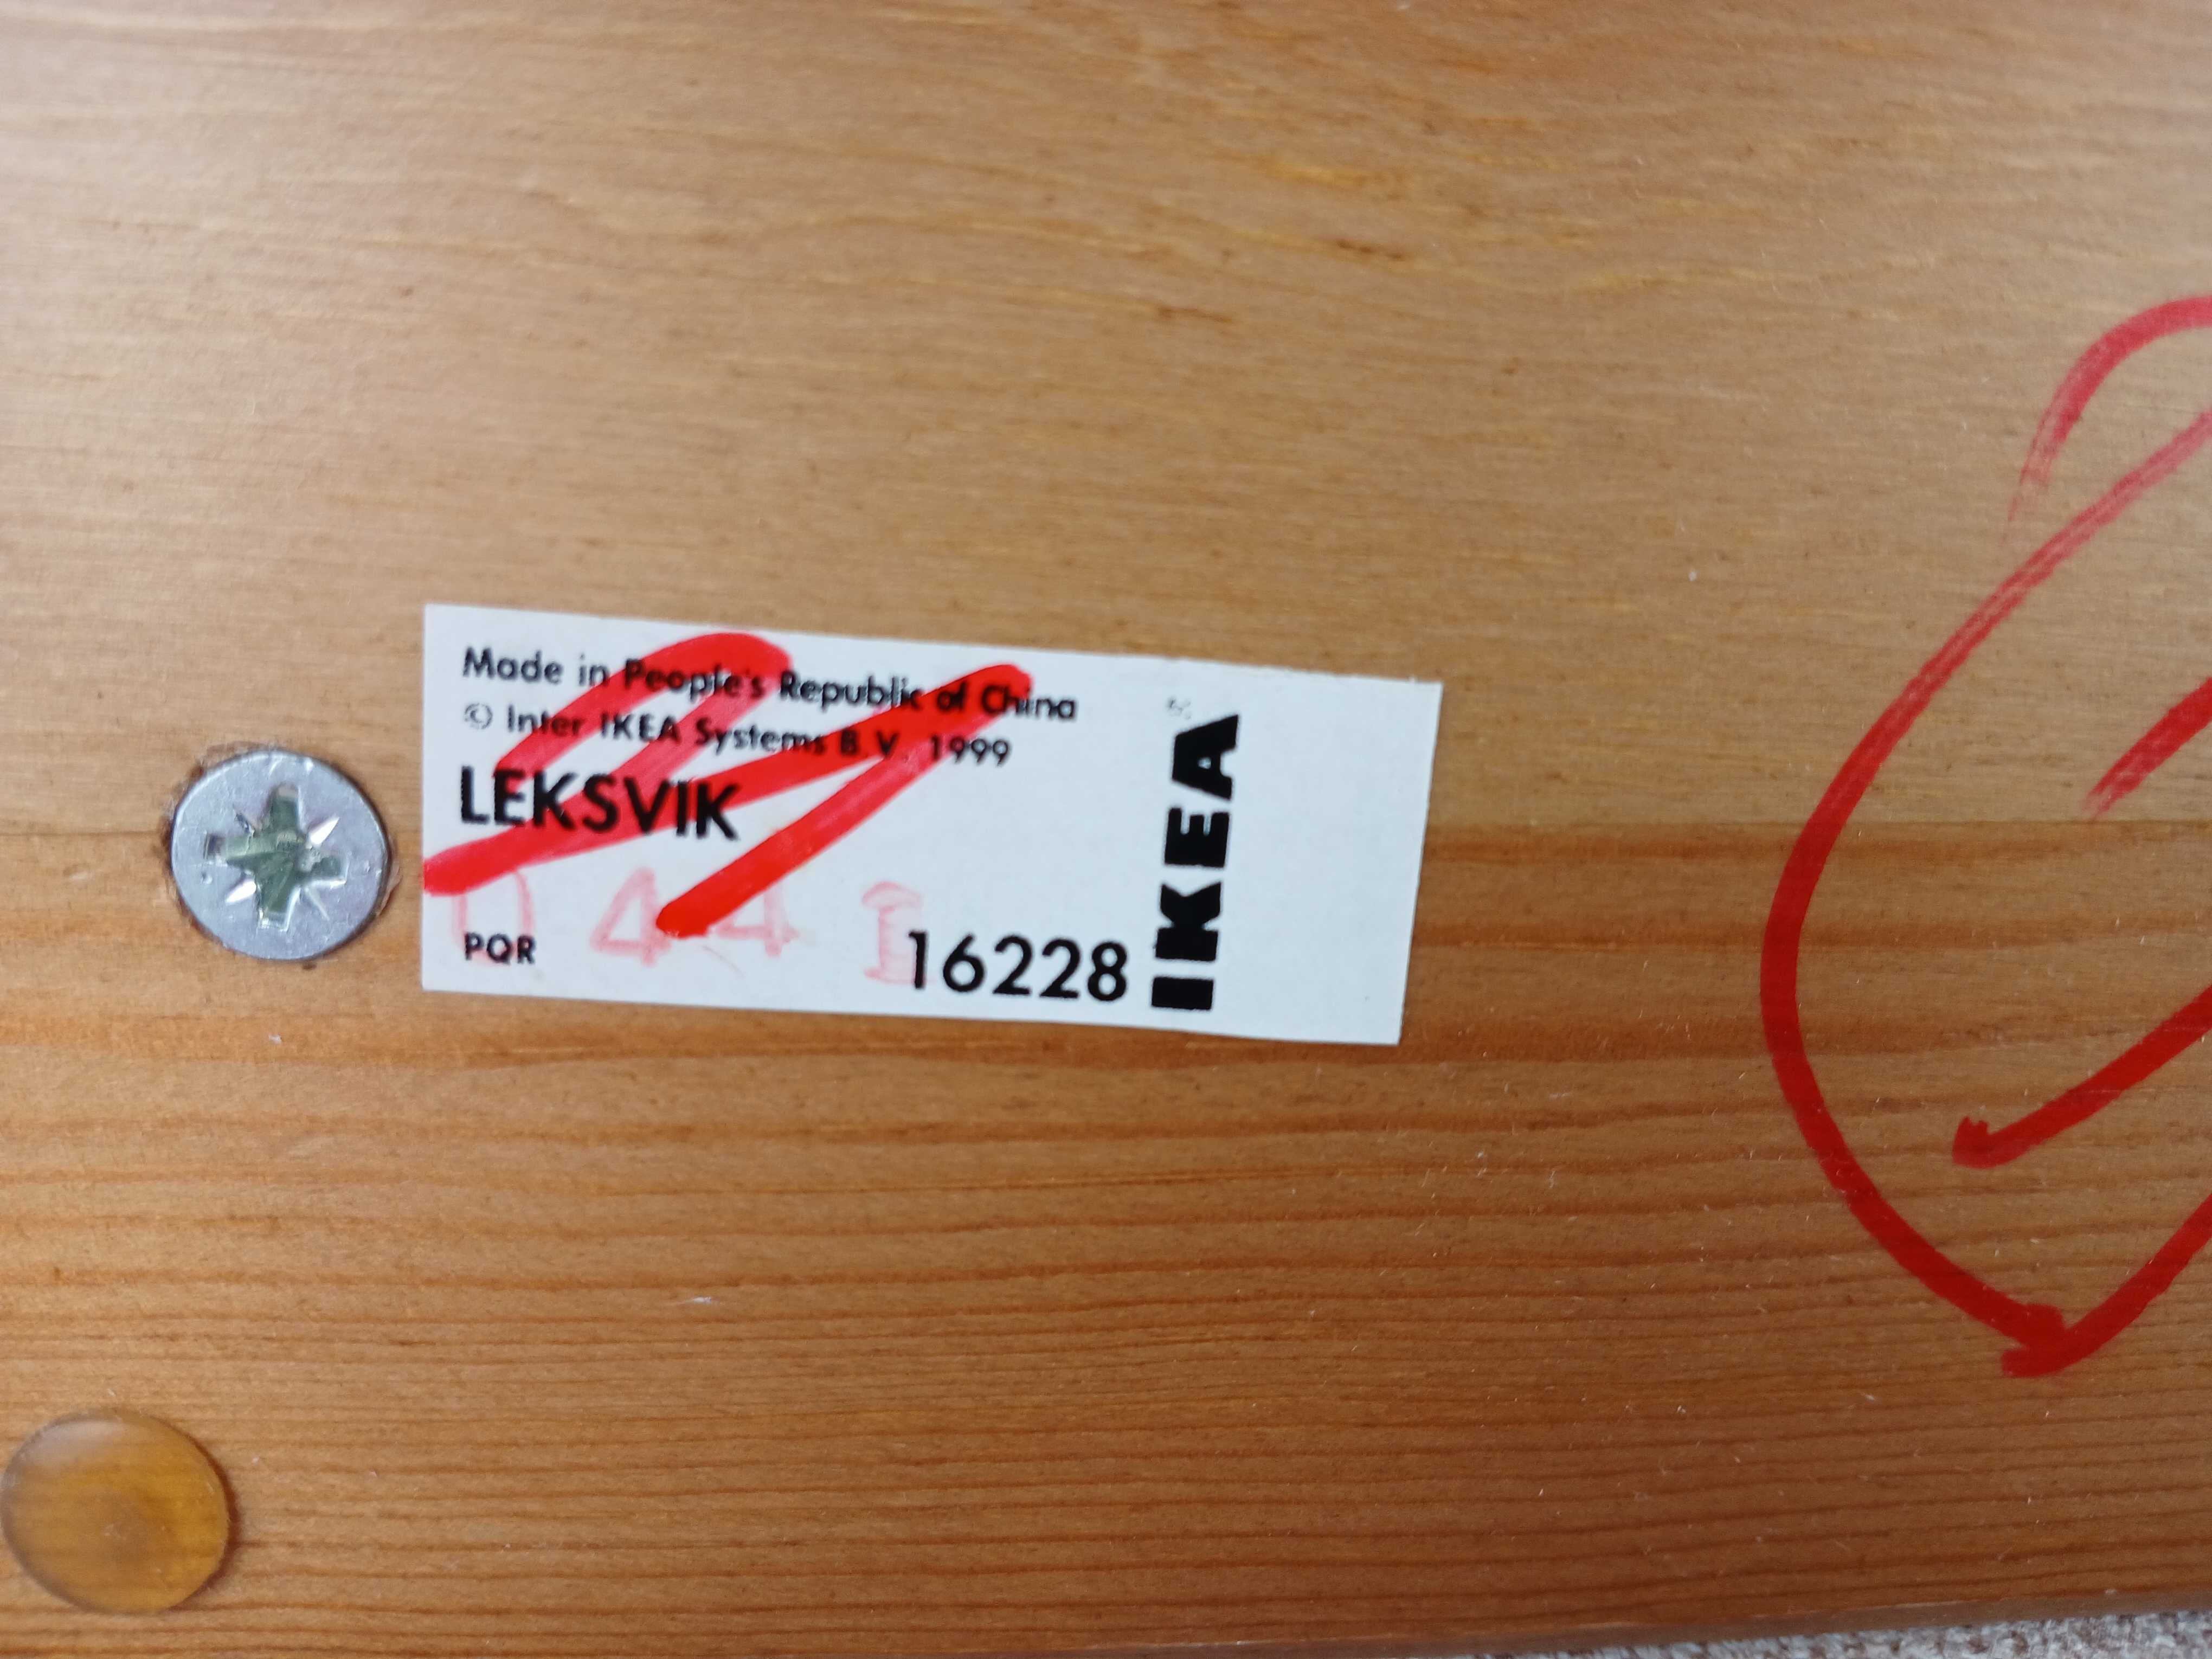 Made in People's Republic of China
© Inter IKEA Systems B.V. 1999
LEKSVIK
PQR
16228
IKEA